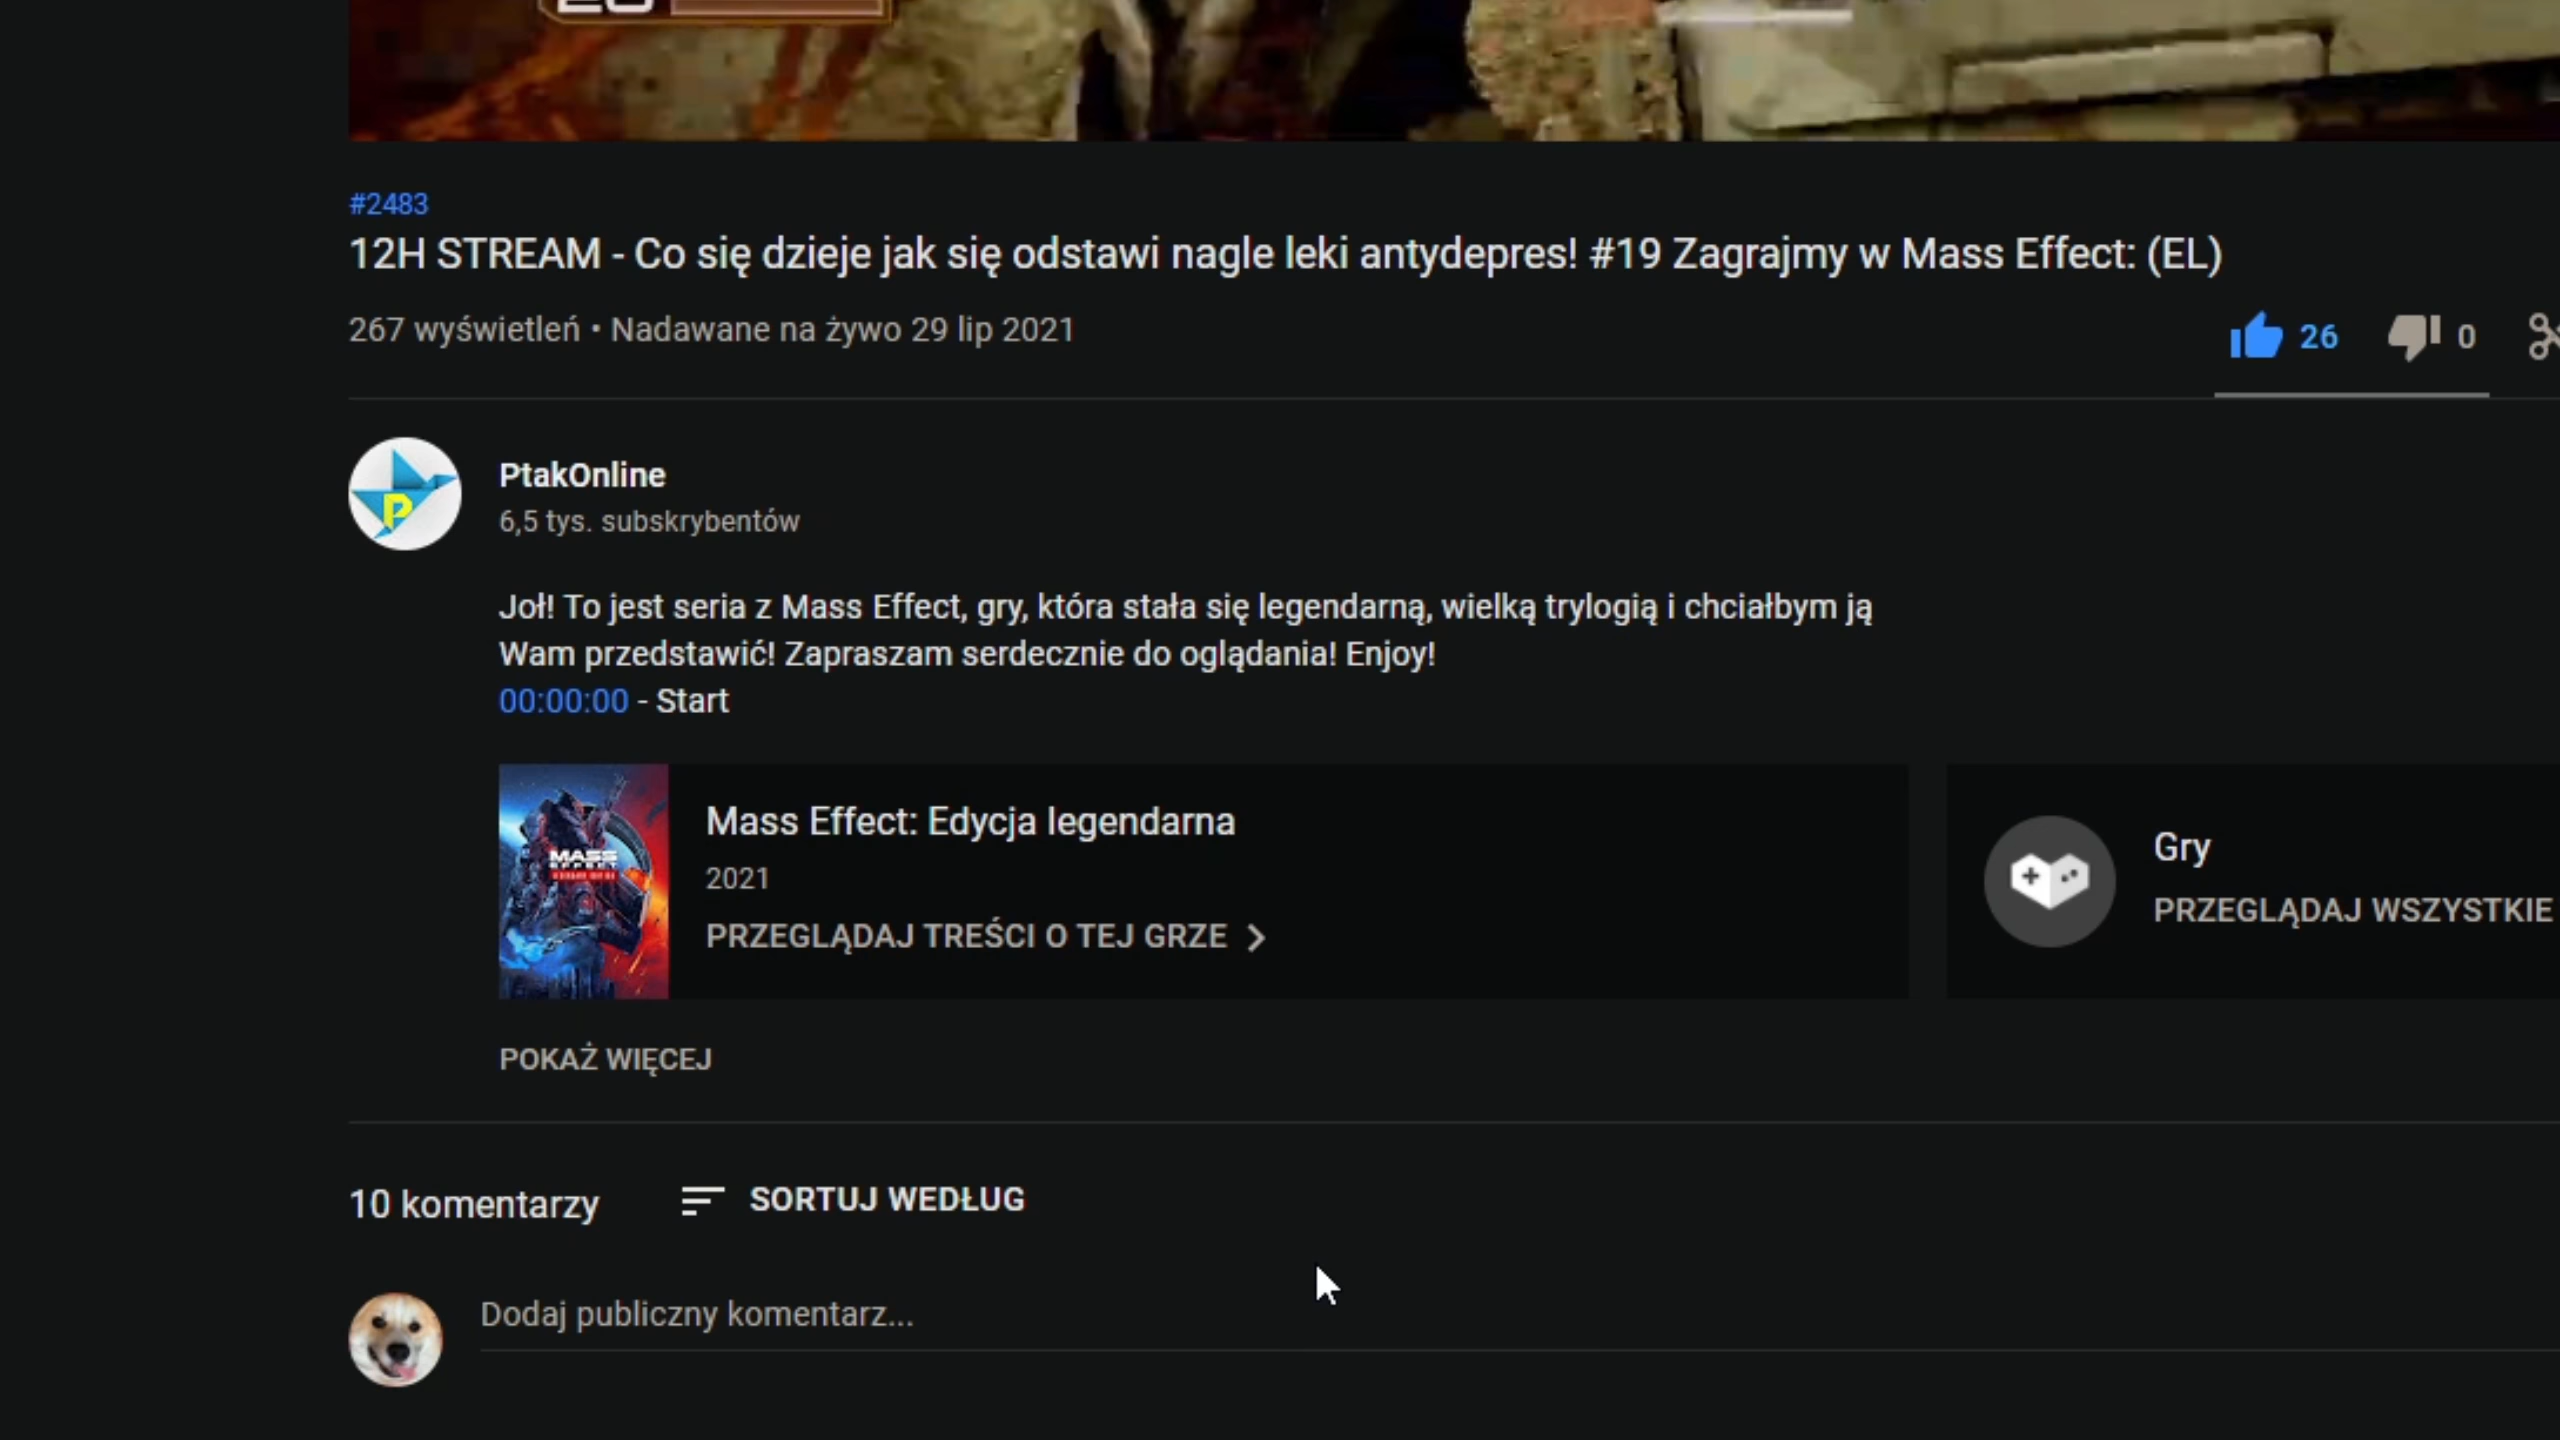 #2483
12H STREAM - Co się dzieje jak się odstawi nagle leki antydepres! #19 Zagrajmy w Mass Effect: (EL)
267 wyświetleń • Nadawane na żywo 29 lip 2021
26
0
PtakOnline
6,5 tys. subskrybentów
Joł! To jest seria z Mass Effect, gry, która stała się legendarną, wielką trylogią i chciałbym ją
Wam przedstawić! Zapraszam serdecznie do oglądania! Enjoy!
00:00:00 - Start
MASS
EFFECT
Mass Effect: Edycja legendarna
2021
PRZEGLĄDAJ TREŚCI O TEJ GRZE
Gry
PRZEGLĄDAJ WSZYSTKIE
POKAŻ WIĘCEJ
10 komentarzy
SORTUJ WEDŁUG
Dodaj publiczny komentarz...